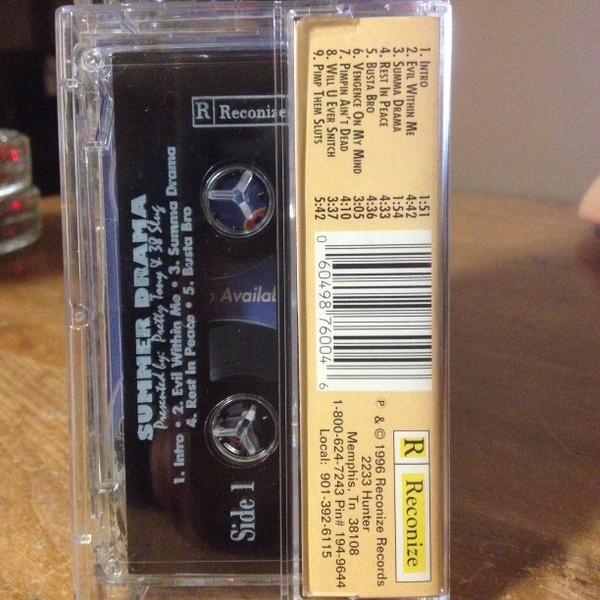 R Reconize
SUMMER DRAMA
Presented by: Pretty Tony & 38 Slug
1. Intro • 2. Evil Within Me • 3. Summa Drama
4. Rest In Peace • 5. Busta Bro
Side 1
1. INTRO 1:51
2. EVIL WITHIN ME 4:42
3. SUMMA DRAMA 1:54
4. REST IN PEACE 4:33
5. BUSTA BRO 4:36
6. VENGENCE ON MY MIND 3:05
7. PIMPIN AIN'T DEAD 4:10
8. WILL U EVER SNITCH 3:37
9. PIMP THEM SLUTS 5:42
0 60498 76004 6
R Reconize
℗ & © 1996 Reconize Records
2233 Hunter
Memphis, Tn 38108
1-800-624-7243 Pin# 194-9644
Local: 901-392-6115